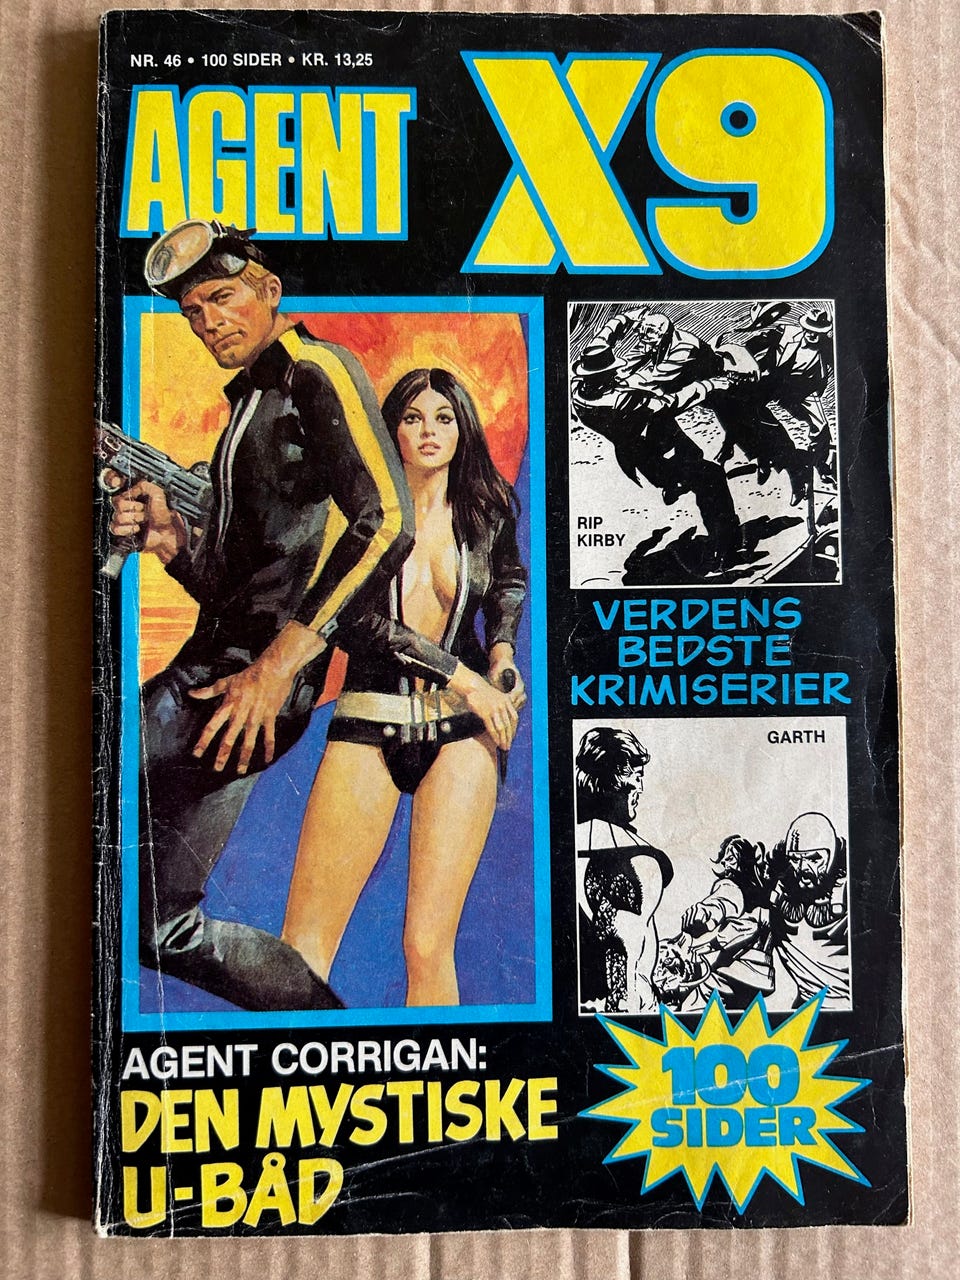 NR. 46 • 100 SIDER • KR. 13,25
AGENT X9
RIP
KIRBY
VERDENS
BEDSTE
KRIMISERIER
GARTH
AGENT CORRIGAN:
DEN MYSTISKE
U-BÅD
100
SIDER